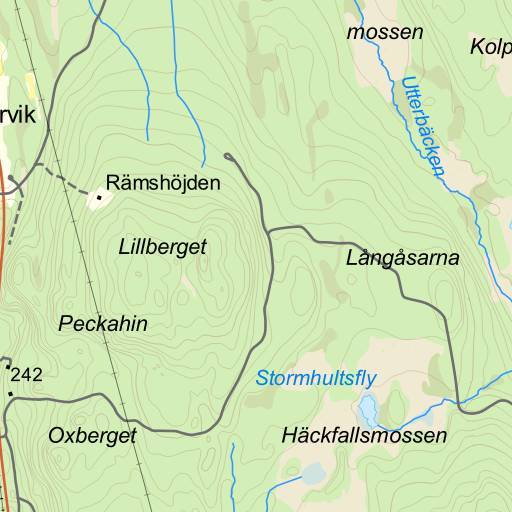 mossen
Kolp
Utterbäcken
rvik
Rämshöjden
Lillberget
Långåsarna
Peckahin
242
Stormhultsfly
Oxberget
Häckfallsmossen